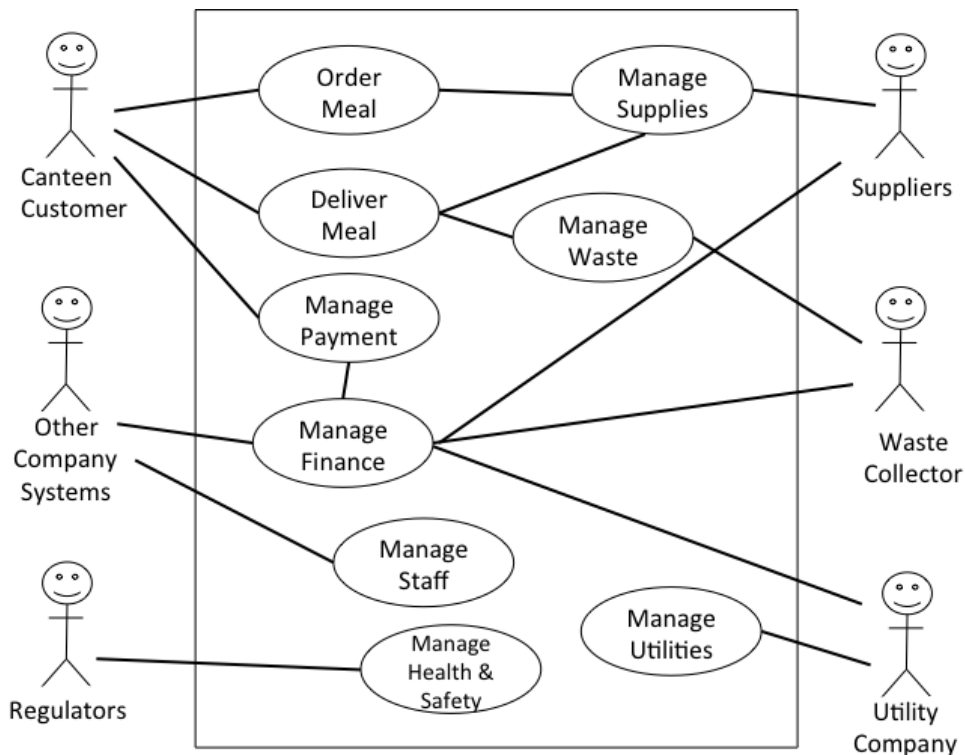 Order
Meal
Manage
Supplies
Canteen
Customer
Suppliers
Deliver
Meal
Manage
Waste
Manage
Payment
Other
Company
Systems
Manage
Finance
Waste
Collector
Manage
Staff
Manage
Utilities
Manage
Health &
Safety
Regulators
Utility
Company